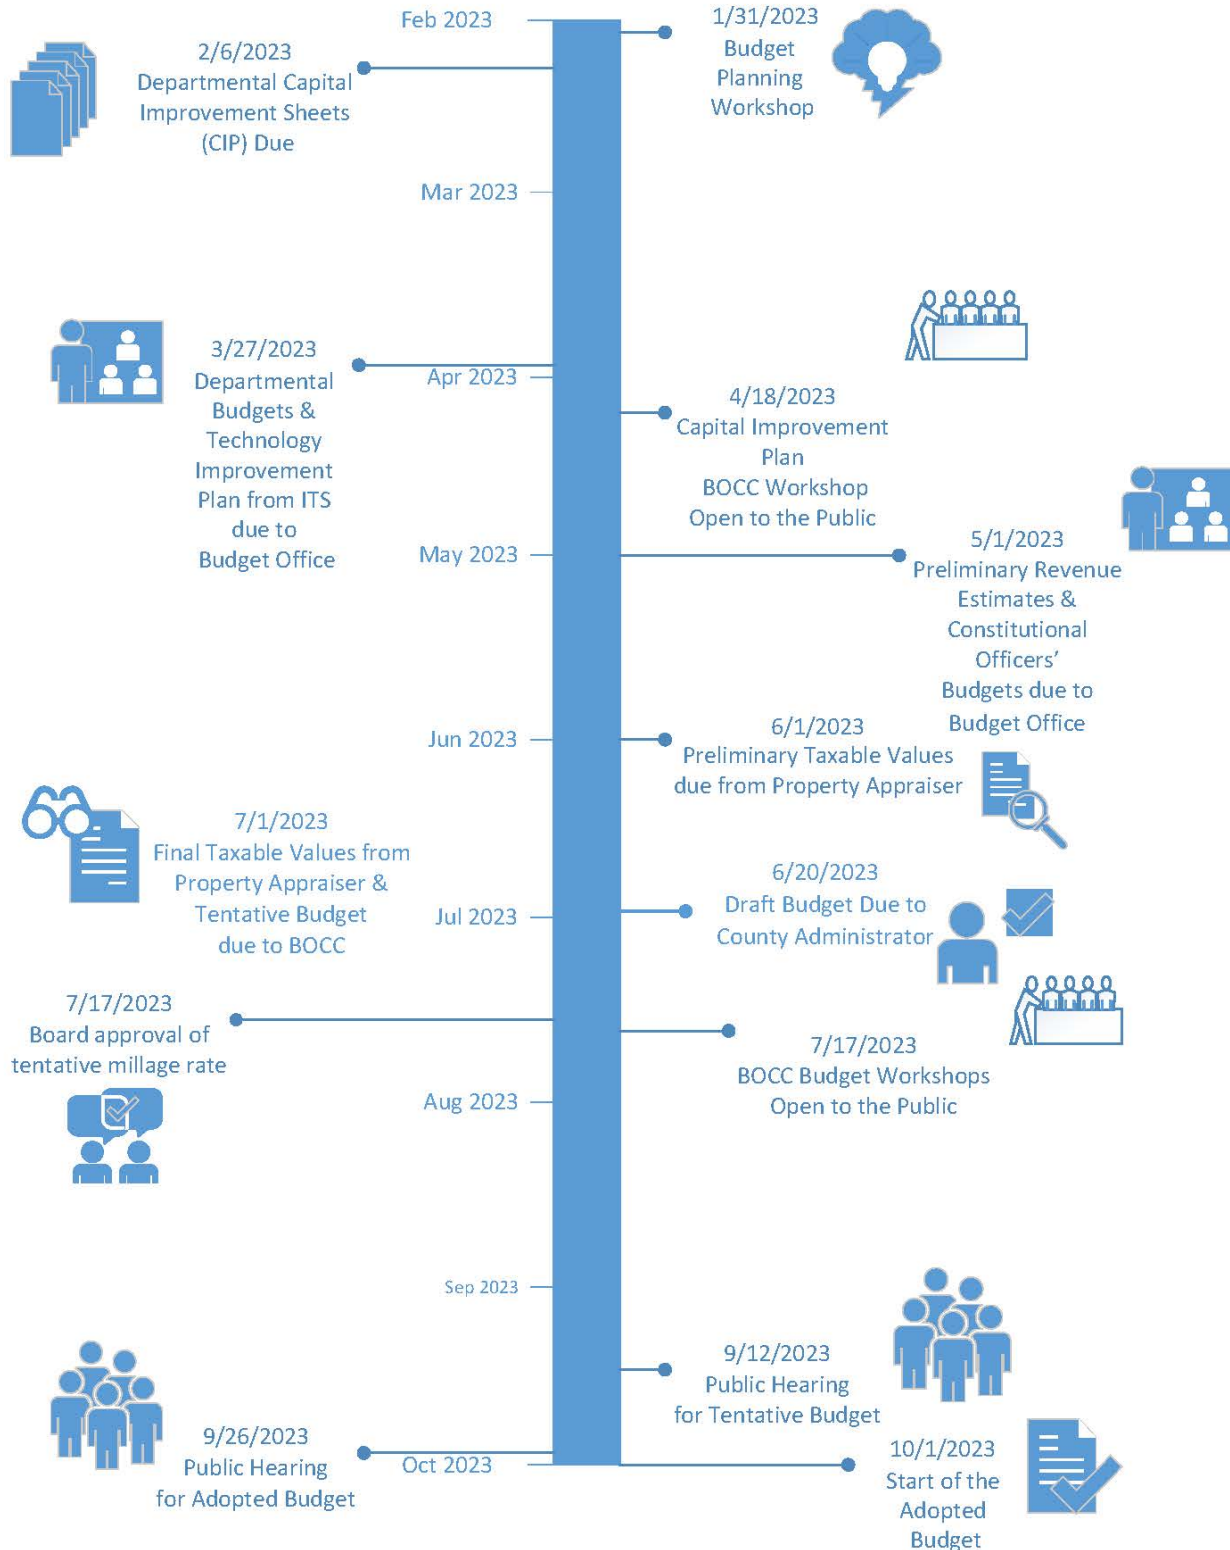 Feb 2023
1/31/2023
Budget
Planning
Workshop
2/6/2023
Departmental Capital
Improvement Sheets
(CIP) Due
Mar 2023
3/27/2023
Departmental
Budgets &
Technology
Improvement
Plan from ITS
due to
Budget Office
Apr 2023
4/18/2023
Capital Improvement
Plan
BOCC Workshop
Open to the Public
May 2023
5/1/2023
Preliminary Revenue
Estimates &
Constitutional
Officers’
Budgets due to
Budget Office
Jun 2023
6/1/2023
Preliminary Taxable Values
due from Property Appraiser
7/1/2023
Final Taxable Values from
Property Appraiser &
Tentative Budget
due to BOCC
6/20/2023
Draft Budget Due to
County Administrator
Jul 2023
7/17/2023
Board approval of
tentative millage rate
7/17/2023
BOCC Budget Workshops
Open to the Public
Aug 2023
Sep 2023
9/12/2023
Public Hearing
for Tentative Budget
9/26/2023
Public Hearing
for Adopted Budget
Oct 2023
10/1/2023
Start of the
Adopted
Budget